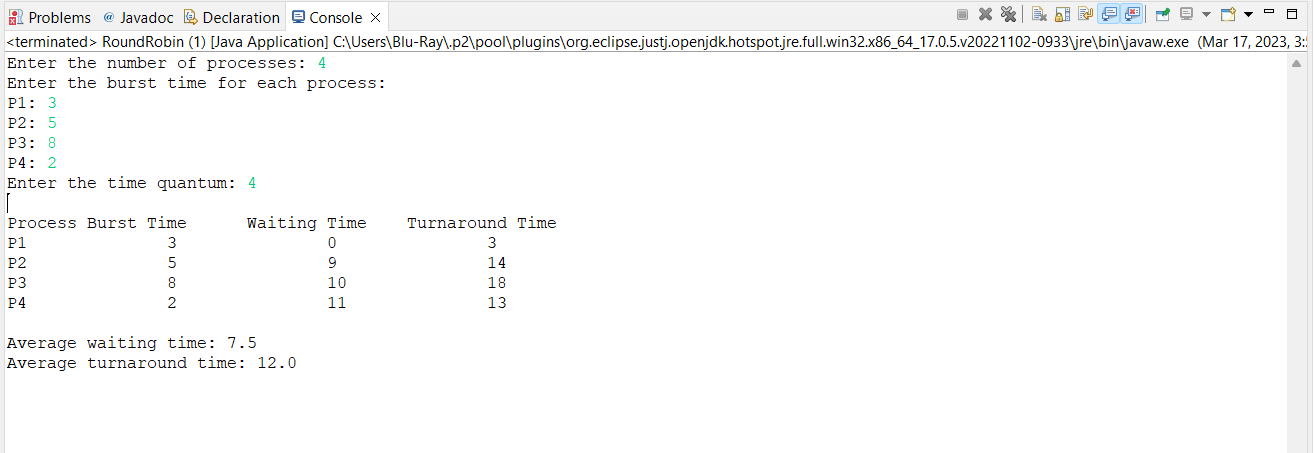 Problems @ Javadoc Declaration Console
<terminated> RoundRobin (1) [Java Application] C:\Users\Blu-Ray\.p2\pool\plugins\org.eclipse.justj.openjdk.hotspot.jre.full.win32.x86_64_17.0.5.v20221102-0933\jre\bin\javaw.exe (Mar 17, 2023, 3:
Enter the number of processes: 4
Enter the burst time for each process:
P1: 3
P2: 5
P3: 8
P4: 2
Enter the time quantum: 4
Process Burst Time Waiting Time Turnaround Time
P1 3 0 3
P2 5 9 14
P3 8 10 18
P4 2 11 13
Average waiting time: 7.5
Average turnaround time: 12.0